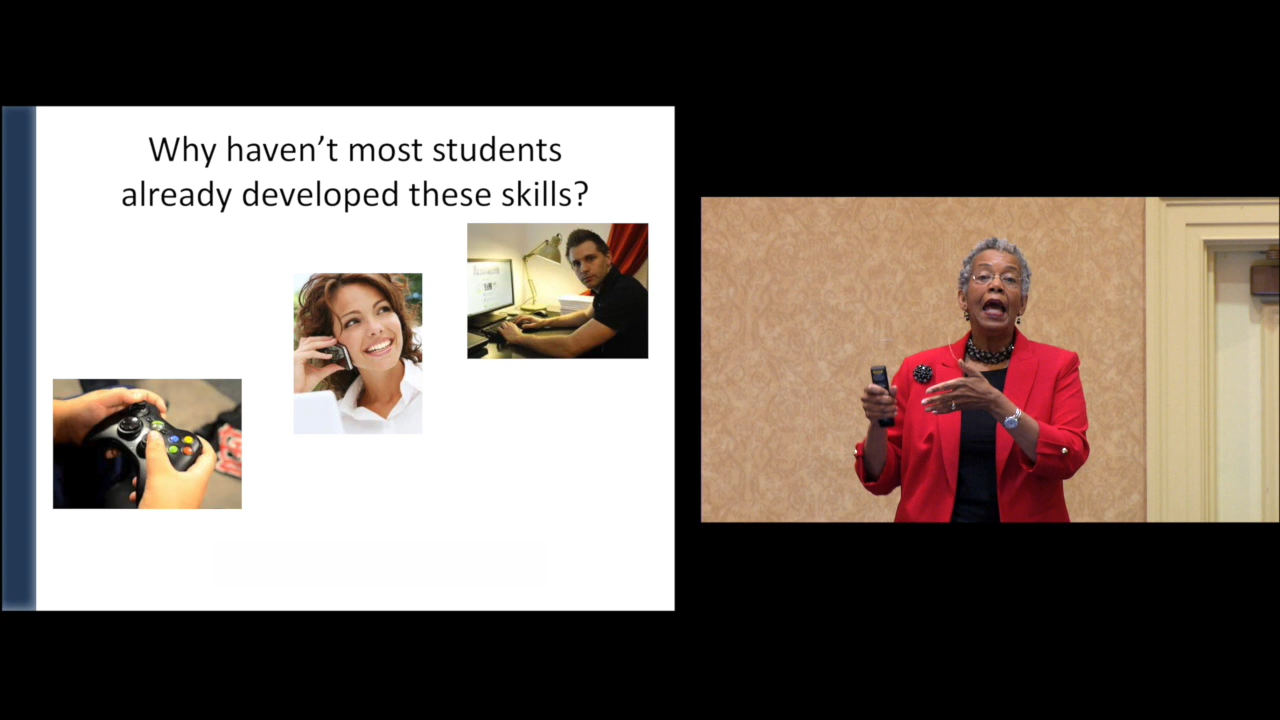 Why haven’t most students
already developed these skills?